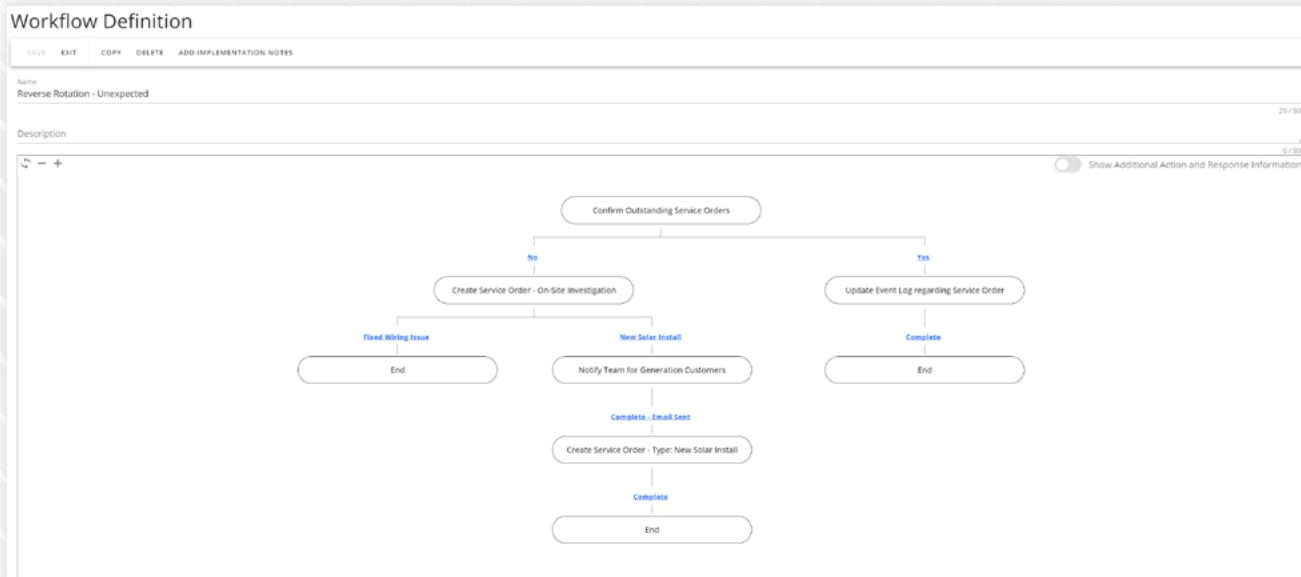 Workflow Definition
SAVE EXIT COPY DELETE ADD IMPLEMENTATION NOTES
Name
Reverse Rotation - Unexpected
29 / 50
Description
0 / 50
Show Additional Action and Response Information
Confirm Outstanding Service Orders
No Yes
Create Service Order - On-Site Investigation Update Event Log regarding Service Order
Fixed Wiring Issue New Solar Install Complete
End Notify Team for Generation Customers End
Complete - Email Sent
Create Service Order - Type: New Solar Install
Complete
End